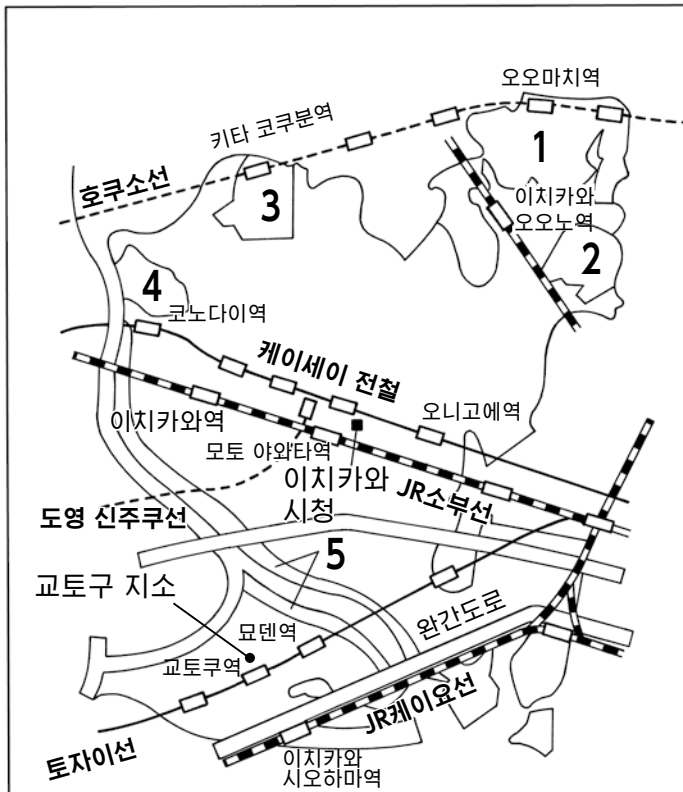 오오마치역
키타 코쿠분역
1
호쿠소선
3
이치카와
오오노역
2
4
코노다이역
케이세이 전철
이치카와역
오니고에역
모토 야와타역
이치카와
시청
JR소부선
도영 신주쿠선
5
교토구 지소
묘덴역
완간도로
교토쿠역
JR케이요선
토자이선
이치카와
시오하마역